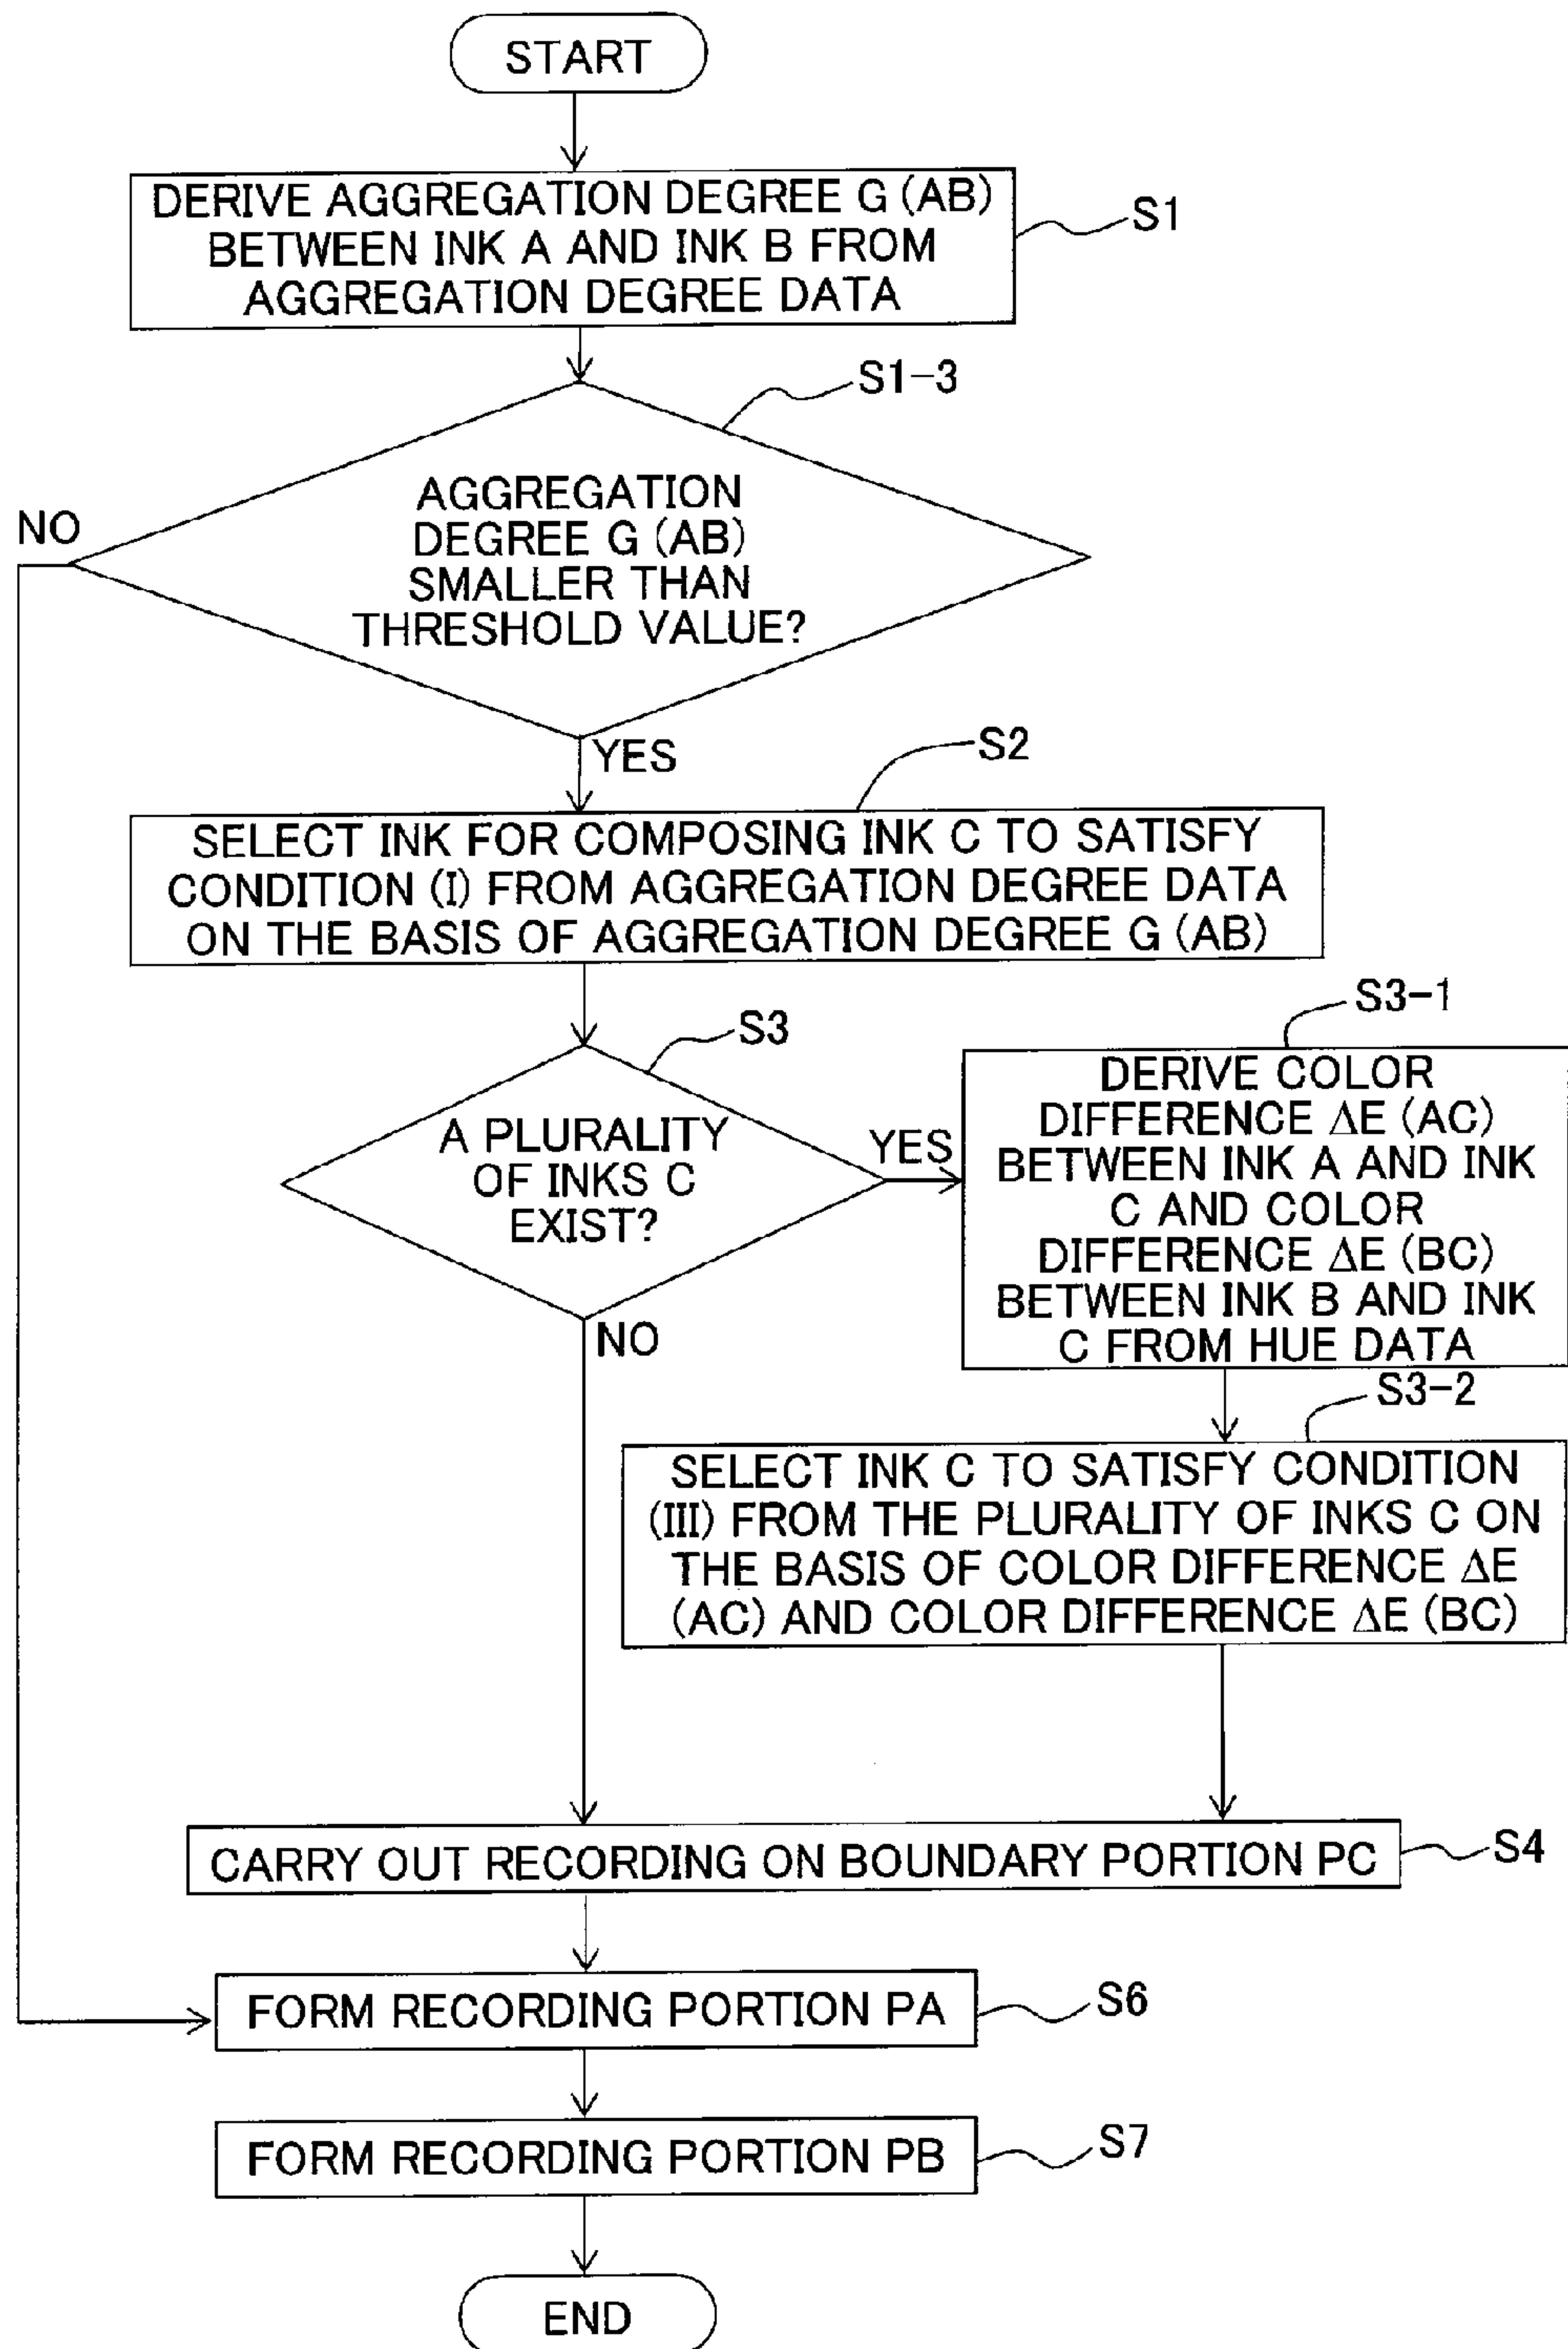 START
DERIVE AGGREGATION DEGREE G (AB)
BETWEEN INK A AND INK B FROM
AGGREGATION DEGREE DATA
S1
S1-3
AGGREGATION
DEGREE G (AB)
SMALLER THAN
THRESHOLD VALUE?
NO
YES
S2
SELECT INK FOR COMPOSING INK C TO SATISFY
CONDITION (I) FROM AGGREGATION DEGREE DATA
ON THE BASIS OF AGGREGATION DEGREE G (AB)
S3
A PLURALITY
OF INKS C
EXIST?
YES
NO
S3-1
DERIVE COLOR
DIFFERENCE ΔE (AC)
BETWEEN INK A AND INK
C AND COLOR
DIFFERENCE ΔE (BC)
BETWEEN INK B AND INK
C FROM HUE DATA
S3-2
SELECT INK C TO SATISFY CONDITION
(III) FROM THE PLURALITY OF INKS C ON
THE BASIS OF COLOR DIFFERENCE ΔE
(AC) AND COLOR DIFFERENCE ΔE (BC)
CARRY OUT RECORDING ON BOUNDARY PORTION PC
S4
FORM RECORDING PORTION PA
S6
FORM RECORDING PORTION PB
S7
END